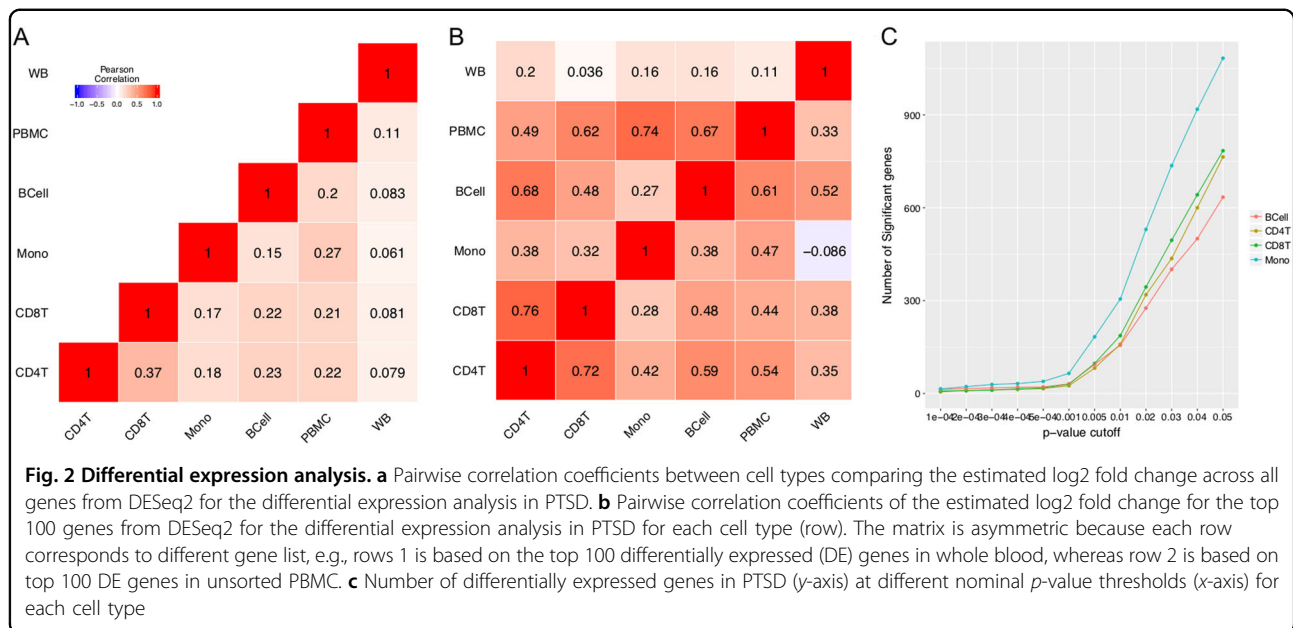 A
Pearson
Correlation
-1.0 -0.5 0.0 0.5 1.0
WB 1
PBMC 1 0.11
BCell 1 0.2 0.083
Mono 1 0.15 0.27 0.061
CD8T 1 0.17 0.22 0.21 0.081
CD4T 1 0.37 0.18 0.23 0.22 0.079
CD4T CD8T Mono BCell PBMC WB
B
WB 0.2 0.036 0.16 0.16 0.11 1
PBMC 0.49 0.62 0.74 0.67 1 0.33
BCell 0.68 0.48 0.27 1 0.61 0.52
Mono 0.38 0.32 1 0.38 0.47 −0.086
CD8T 0.76 1 0.28 0.48 0.44 0.38
CD4T 1 0.72 0.42 0.59 0.54 0.35
CD4T CD8T Mono BCell PBMC WB
C
Number of Significant genes
900
600
300
0
1e-04 2e-04 3e-04 4e-04 5e-04 0.001 0.005 0.01 0.02 0.03 0.04 0.05
p-value cutoff
BCell
CD4T
CD8T
Mono
Fig. 2 Differential expression analysis. a Pairwise correlation coefficients between cell types comparing the estimated log2 fold change across all
genes from DESeq2 for the differential expression analysis in PTSD. b Pairwise correlation coefficients of the estimated log2 fold change for the top
100 genes from DESeq2 for the differential expression analysis in PTSD for each cell type (row). The matrix is asymmetric because each row
corresponds to different gene list, e.g., rows 1 is based on the top 100 differentially expressed (DE) genes in whole blood, whereas row 2 is based on
top 100 DE genes in unsorted PBMC. c Number of differentially expressed genes in PTSD (y-axis) at different nominal p-value thresholds (x-axis) for
each cell type